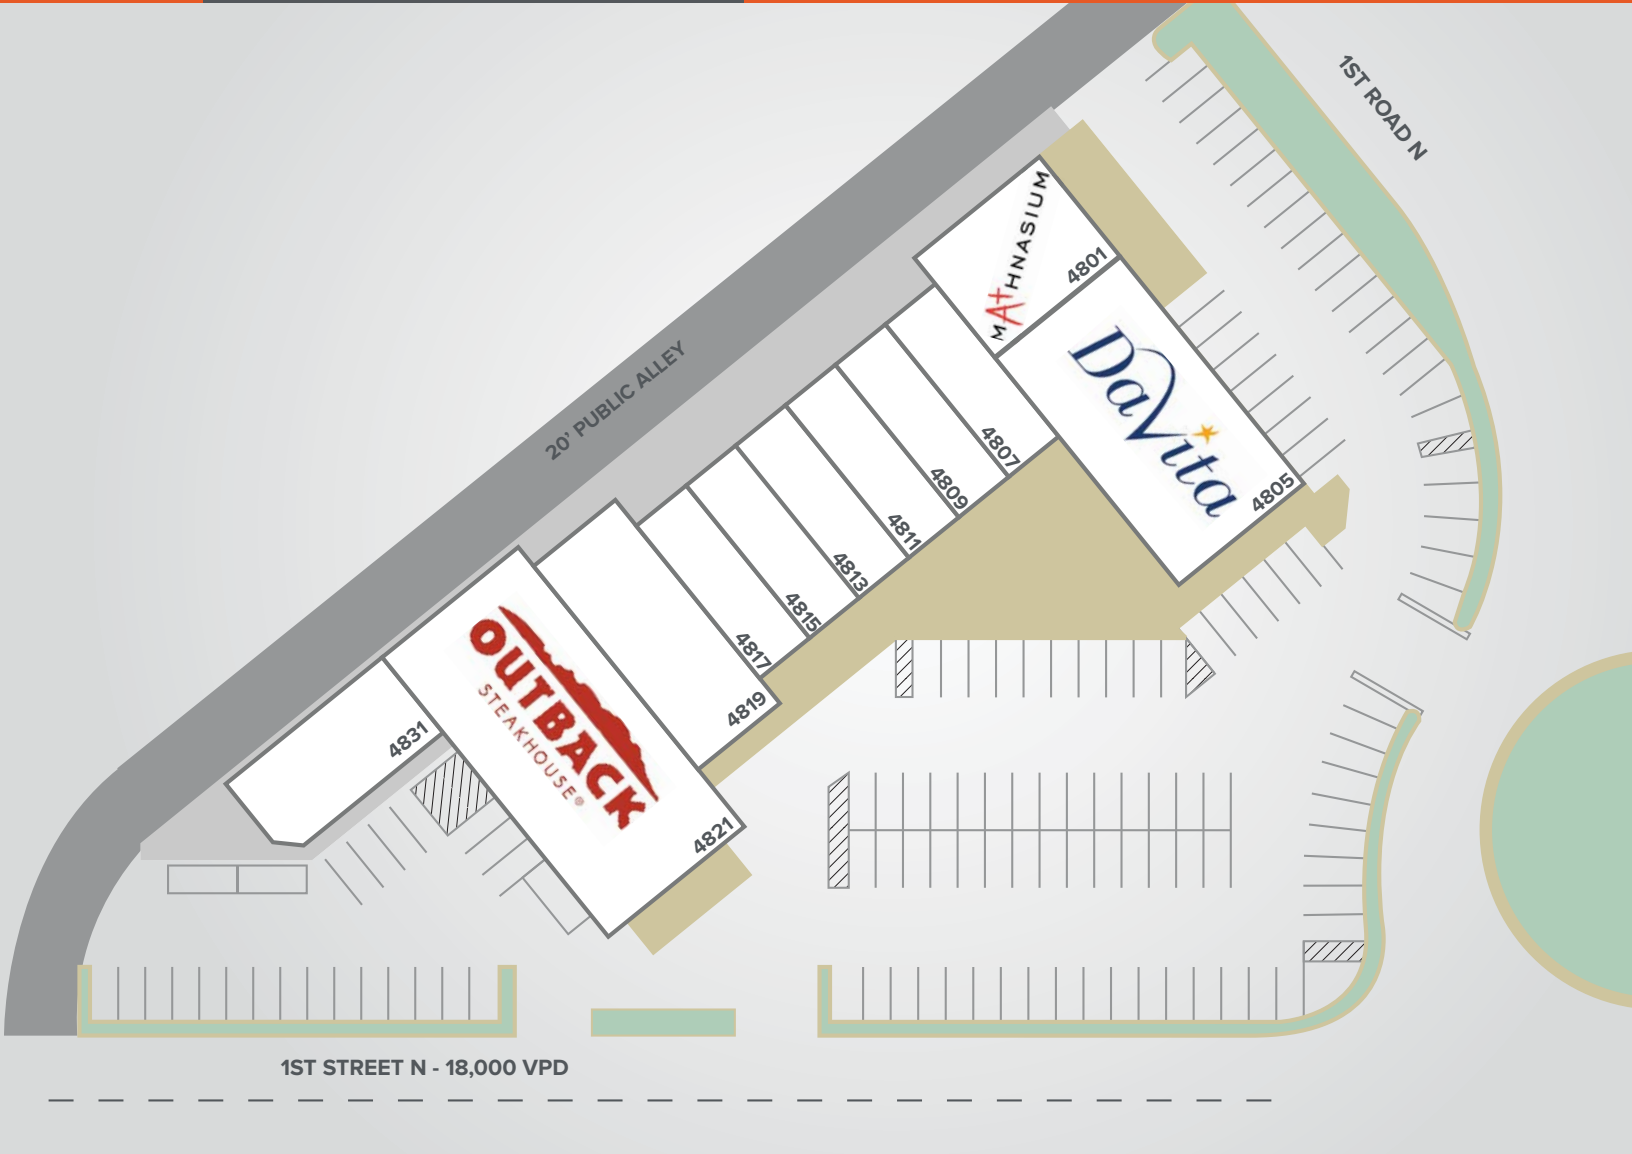 1ST ROAD N
MATHNASIUM
4801
20' PUBLIC ALLEY
DaVita
4805
4807
4809
4811
4813
4815
4817
4819
OUTBACK
STEAKHOUSE®
4821
4831
1ST STREET N - 18,000 VPD